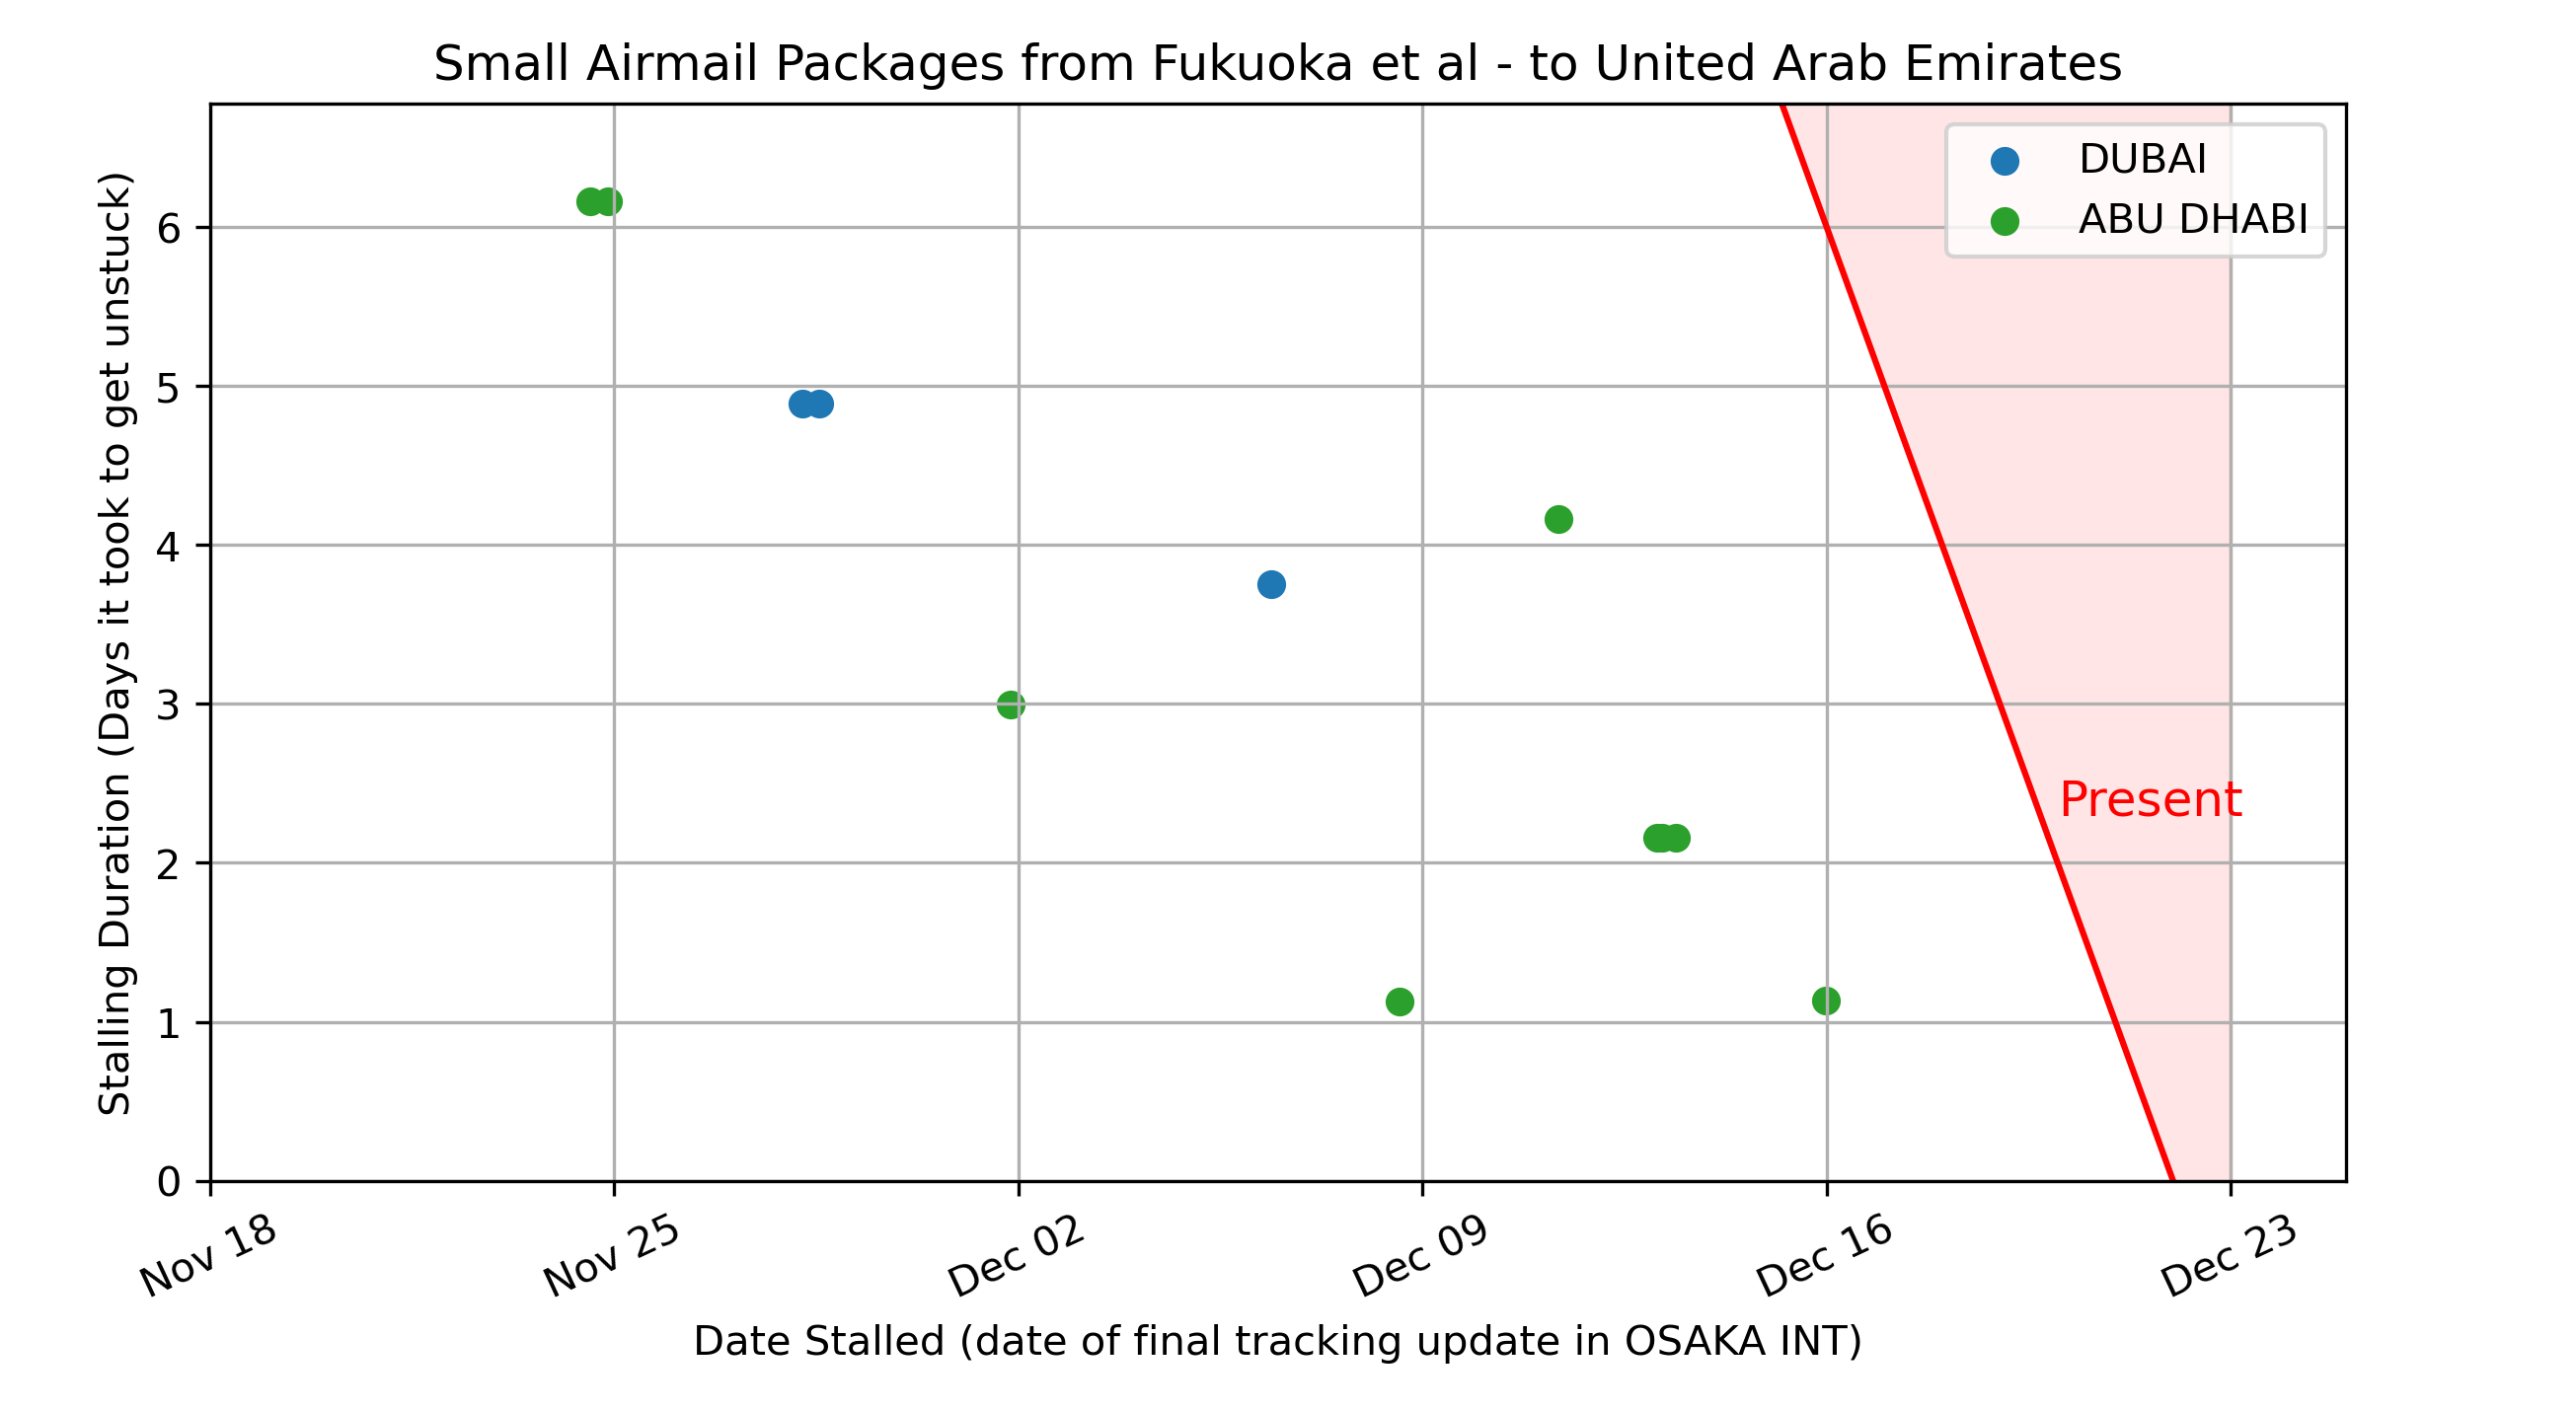 Small Airmail Packages from Fukuoka et al - to United Arab Emirates
Stalling Duration (Days it took to get unstuck)
6
5
4
3
2
1
0
DUBAI
ABU DHABI
Present
Nov 18
Nov 25
Dec 02
Dec 09
Dec 16
Dec 23
Date Stalled (date of final tracking update in OSAKA INT)